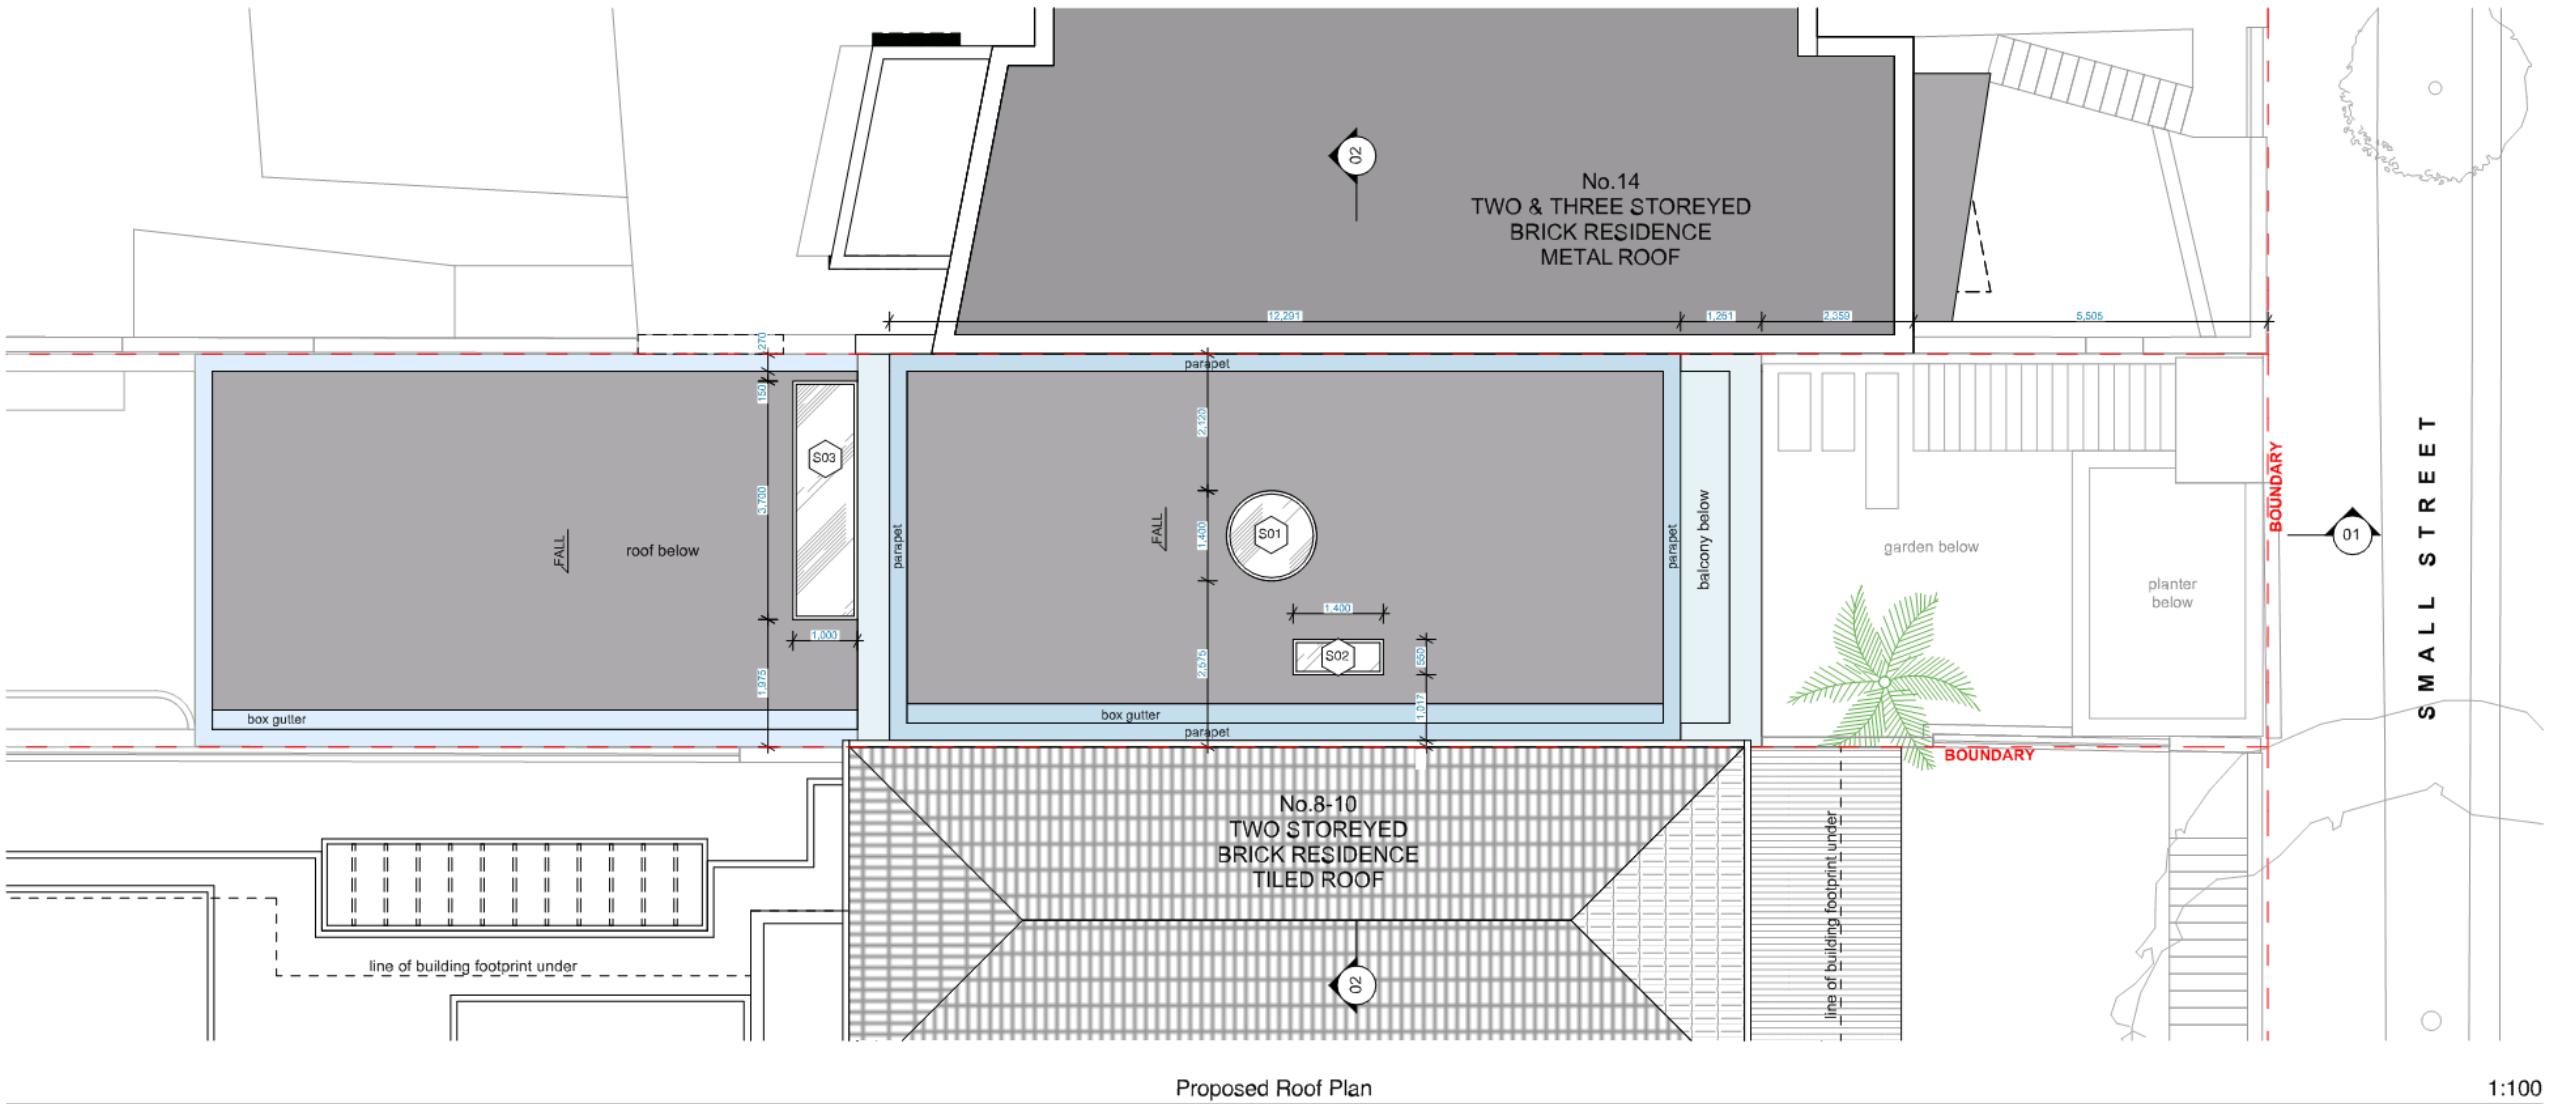 02
No.14
TWO & THREE STOREYED
BRICK RESIDENCE
METAL ROOF
12,291
1,251
2,359
5,505
270
parapet
150
2,120
S03
3,700
1,400
S01
FALL
roof below
FALL
parapet
parapet
balcony below
garden below
planter
below
BOUNDARY
01
SMALL STREET
1,400
1,000
S02
550
2,575
1,975
1,017
box gutter
box gutter
parapet
BOUNDARY
No.8-10
TWO STOREYED
BRICK RESIDENCE
TILED ROOF
line of building footprint under
line of building footprint under
02
Proposed Roof Plan
1:100